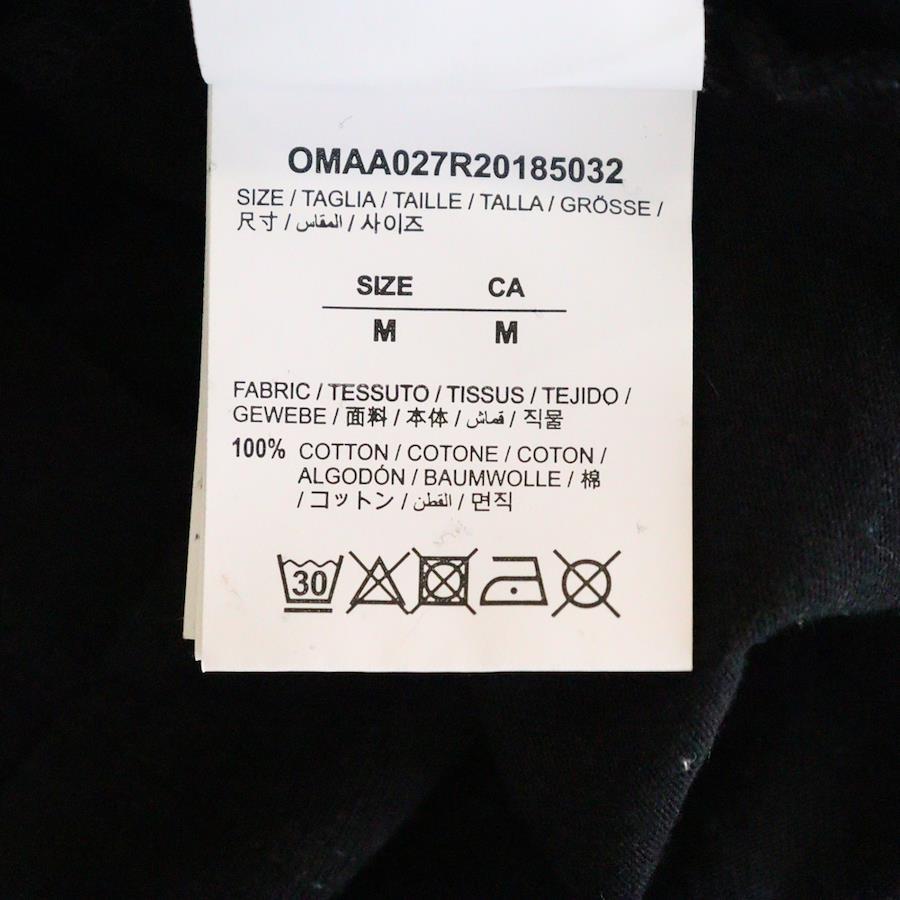 OMAA027R20185032
SIZE / TAGLIA / TAILLE / TALLA / GRÖSSE /
尺寸 / المقاس / 사이즈
SIZE CA
M M
FABRIC / TESSUTO / TISSUS / TEJIDO /
GEWEBE / 面料 / 本体 / قماش / 직물
100% COTTON / COTONE / COTON /
ALGODÓN / BAUMWOLLE / 棉
/ コットン / القطن / 면직
30